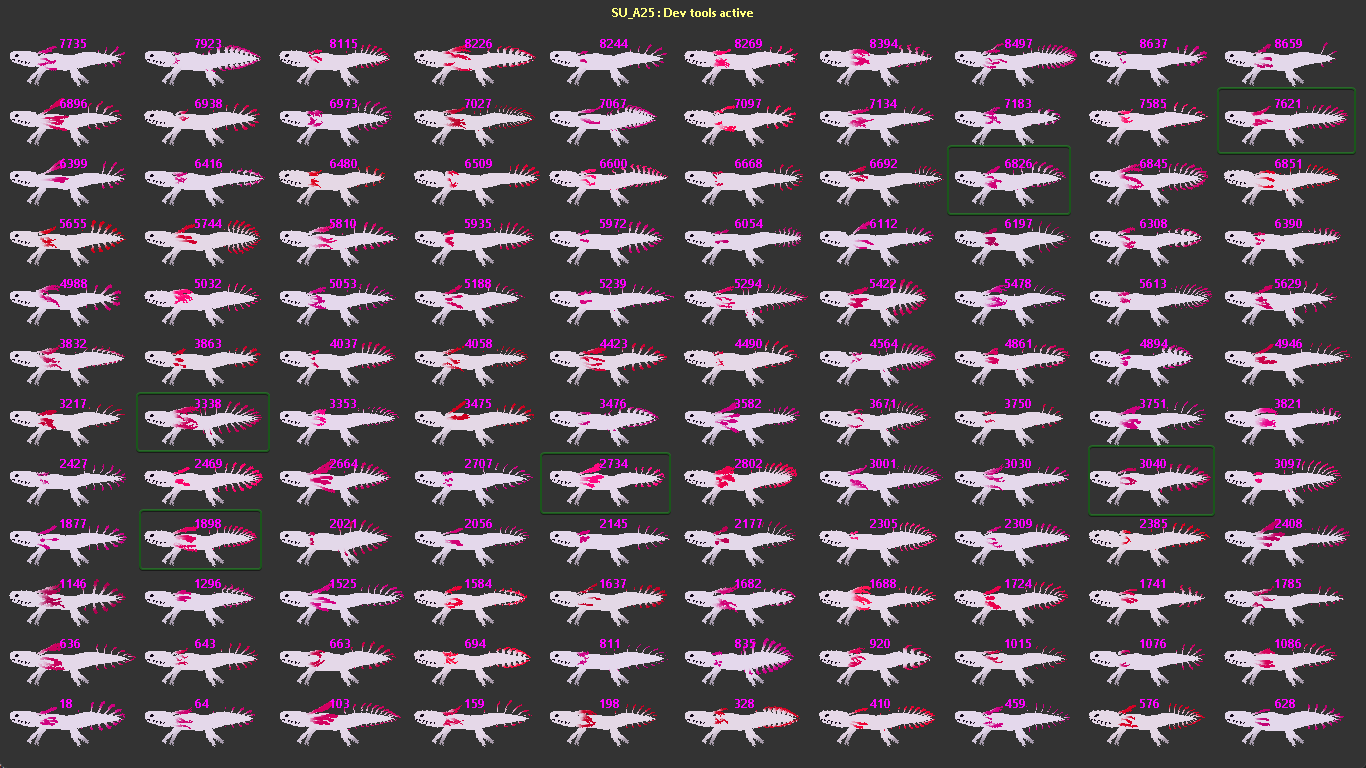 SU_A25 : Dev tools active
7735 7923 8115 8226 8244 8269 8394 8497 8637 8659
6896 6938 6973 7027 7067 7097 7134 7183 7585 7621
6399 6416 6480 6509 6600 6668 6692 6826 6845 6851
5655 5744 5810 5935 5972 6054 6112 6197 6308 6390
4988 5032 5053 5188 5239 5294 5422 5478 5613 5629
3832 3863 4037 4058 4423 4490 4564 4861 4894 4946
3217 3338 3353 3475 3476 3582 3671 3750 3751 3821
2427 2469 2664 2707 2734 2802 3001 3030 3040 3097
1877 1898 2021 2056 2145 2177 2305 2309 2385 2408
1146 1296 1525 1584 1637 1682 1688 1724 1741 1785
636 643 663 694 811 835 920 1015 1076 1086
18 64 103 159 198 328 410 459 576 628